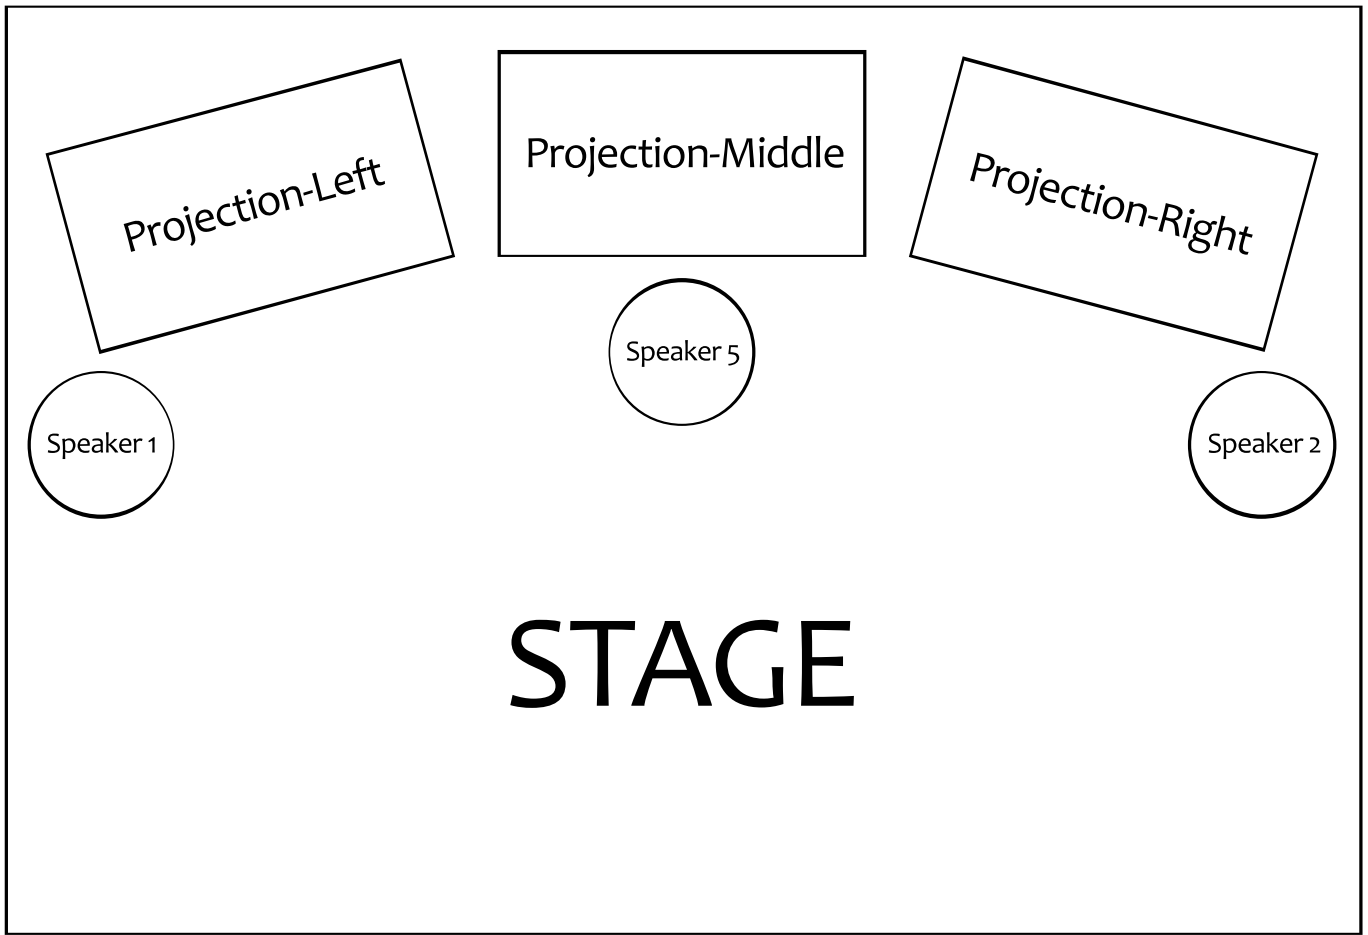 Projection-Left
Projection-Middle
Projection-Right
Speaker 1
Speaker 5
Speaker 2
STAGE